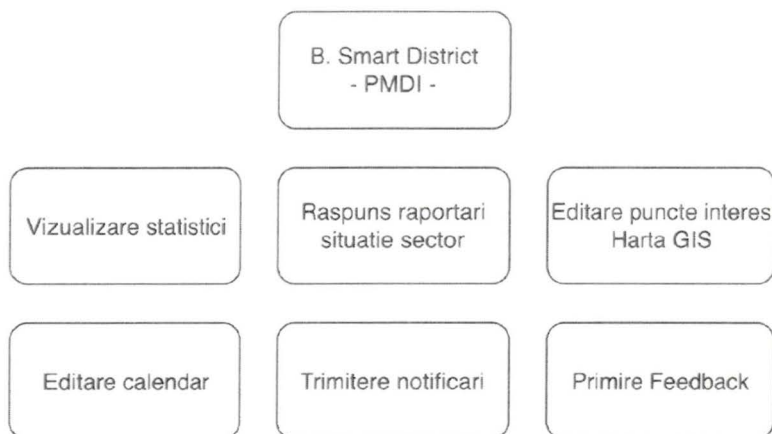 B. Smart District
- PMDI -
Vizualizare statistici
Raspuns raportari
situatie sector
Editare puncte interes
Harta GIS
Editare calendar
Trimitere notificari
Primire Feedback